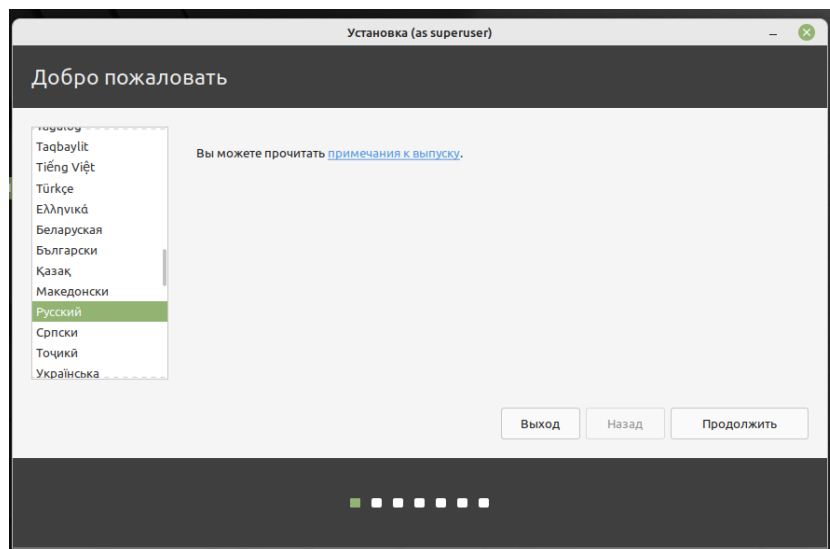 Установка (as superuser)
Добро пожаловать
Tagalog
Taqbaylit
Tiếng Việt
Türkçe
Ελληνικά
Беларуская
Български
Қазақ
Македонски
Русский
Српски
Тоҷикӣ
Українська
Вы можете прочитать примечания к выпуску.
Выход
Назад
Продолжить